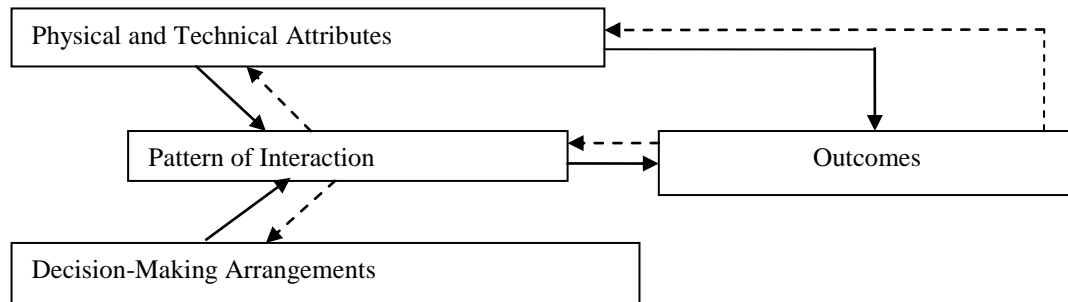 Physical and Technical Attributes
Pattern of Interaction
Outcomes
Decision-Making Arrangements